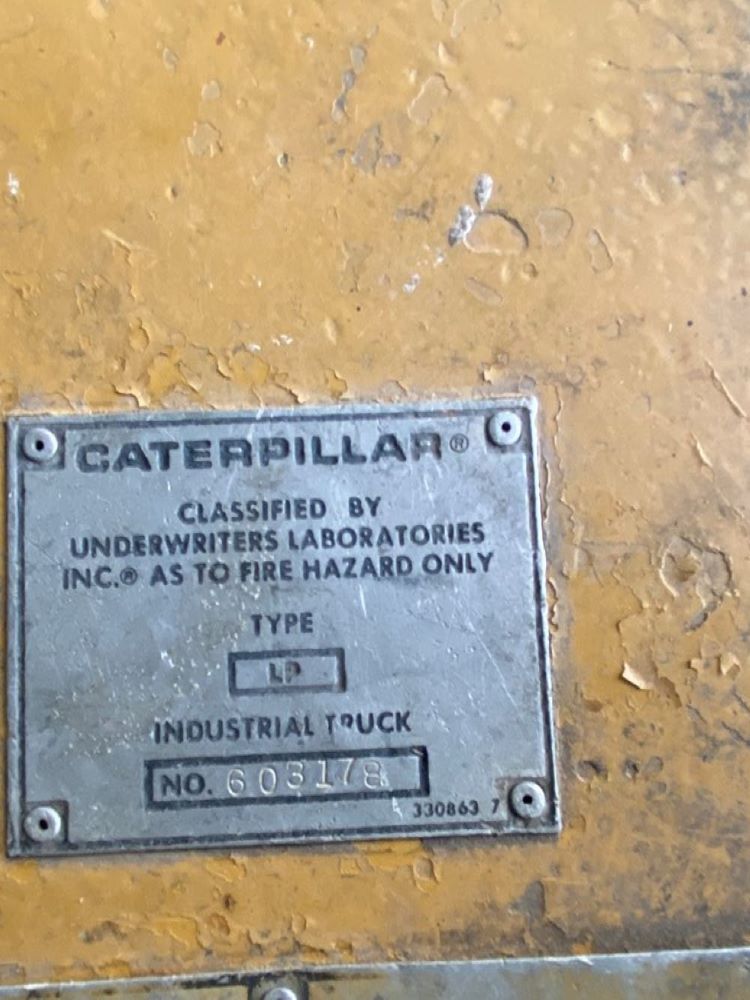 CATERPILLAR®
CLASSIFIED BY
UNDERWRITERS LABORATORIES
INC.® AS TO FIRE HAZARD ONLY
TYPE
LP
INDUSTRIAL TRUCK
NO. 603178
330863 7